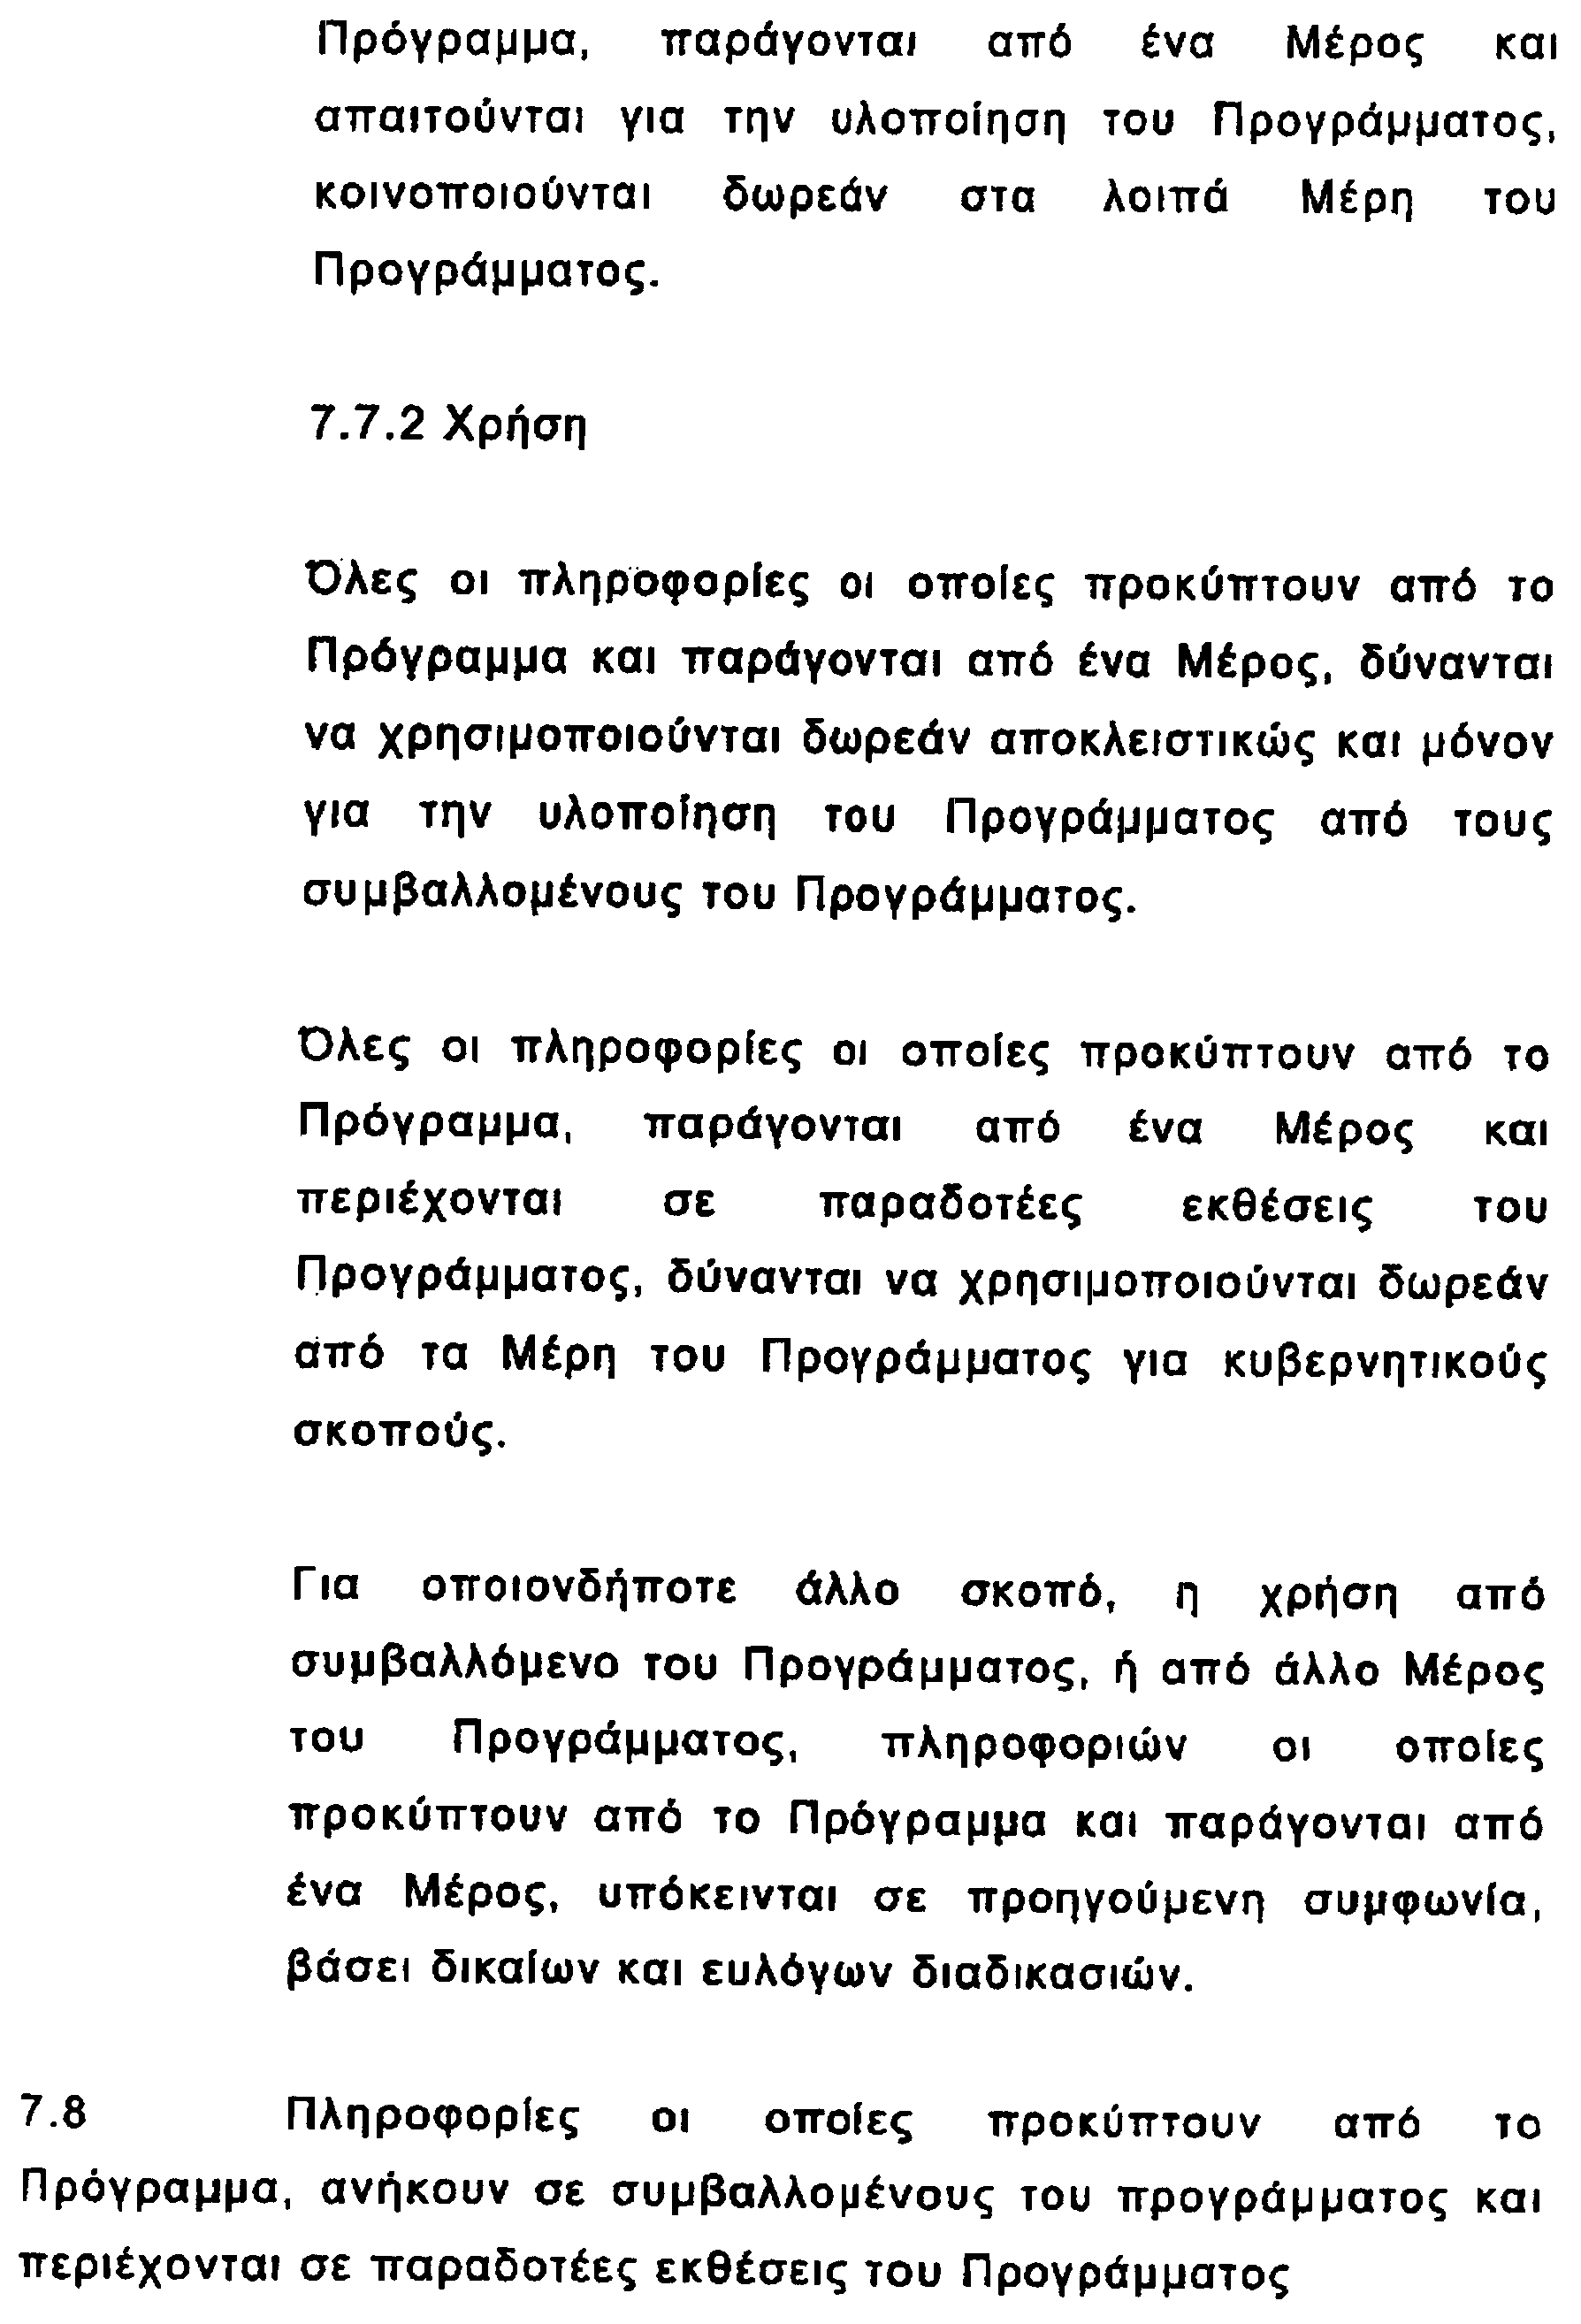 Πρόγραμμα, παράγονται από ένα Μέρος και
απαιτούνται για την υλοποίηση του Προγράμματος,
κοινοποιούνται δωρεάν στα λοιπά Μέρη του
Προγράμματος.
7.7.2 Χρήση
Όλες οι πληροφορίες οι οποίες προκύπτουν από το
Πρόγραμμα και παράγονται από ένα Μέρος, δύνανται
να χρησιμοποιούνται δωρεάν αποκλειστικώς και μόνον
για την υλοποίηση του Προγράμματος από τους
συμβαλλομένους του Προγράμματος.
Όλες οι πληροφορίες οι οποίες προκύπτουν από το
Πρόγραμμα, παράγονται από ένα Μέρος και
περιέχονται σε παραδοτέες εκθέσεις του
Προγράμματος, δύνανται να χρησιμοποιούνται δωρεάν
από τα Μέρη του Προγράμματος για κυβερνητικούς
σκοπούς.
Για οποιονδήποτε άλλο σκοπό, η χρήση από
συμβαλλόμενο του Προγράμματος, ή από άλλο Μέρος
του Προγράμματος, πληροφοριών οι οποίες
προκύπτουν από το Πρόγραμμα και παράγονται από
ένα Μέρος, υπόκεινται σε προηγούμενη συμφωνία,
βάσει δικαίων και ευλόγων διαδικασιών.
7.8 Πληροφορίες οι οποίες προκύπτουν από το
Πρόγραμμα, ανήκουν σε συμβαλλομένους του προγράμματος και
περιέχονται σε παραδοτέες εκθέσεις του Προγράμματος